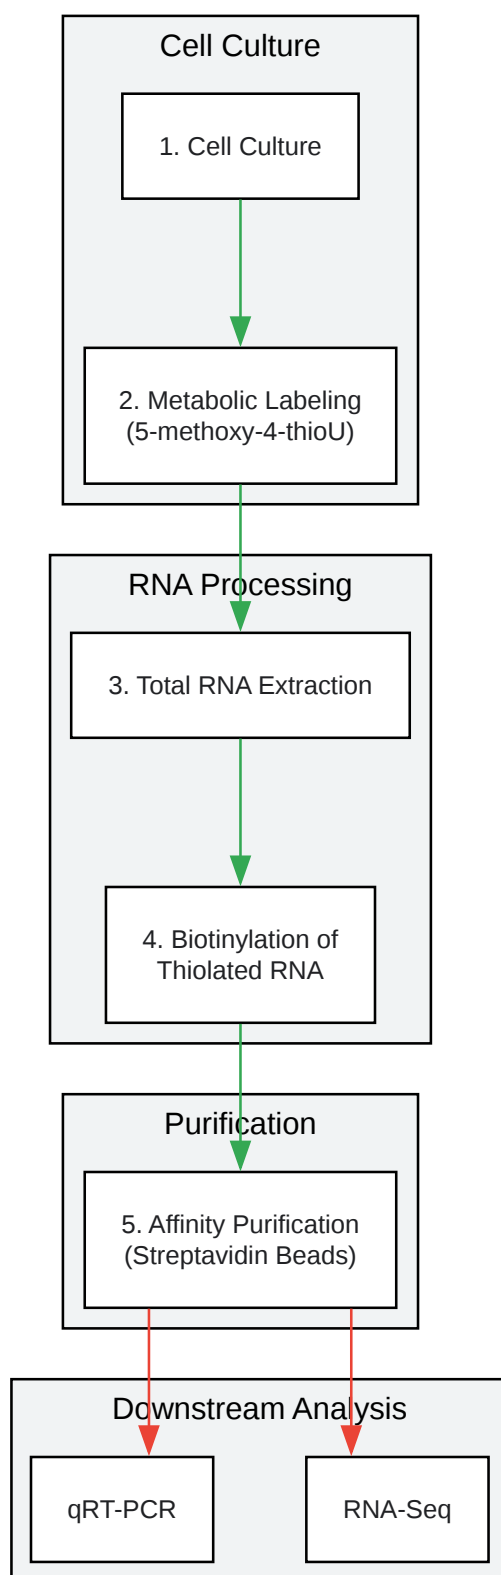 Cell Culture
1. Cell Culture
2. Metabolic Labeling
(5-methoxy-4-thioU)
RNA Processing
3. Total RNA Extraction
4. Biotinylation of
Thiolated RNA
Purification
5. Affinity Purification
(Streptavidin Beads)
Downstream Analysis
qRT-PCR
RNA-Seq